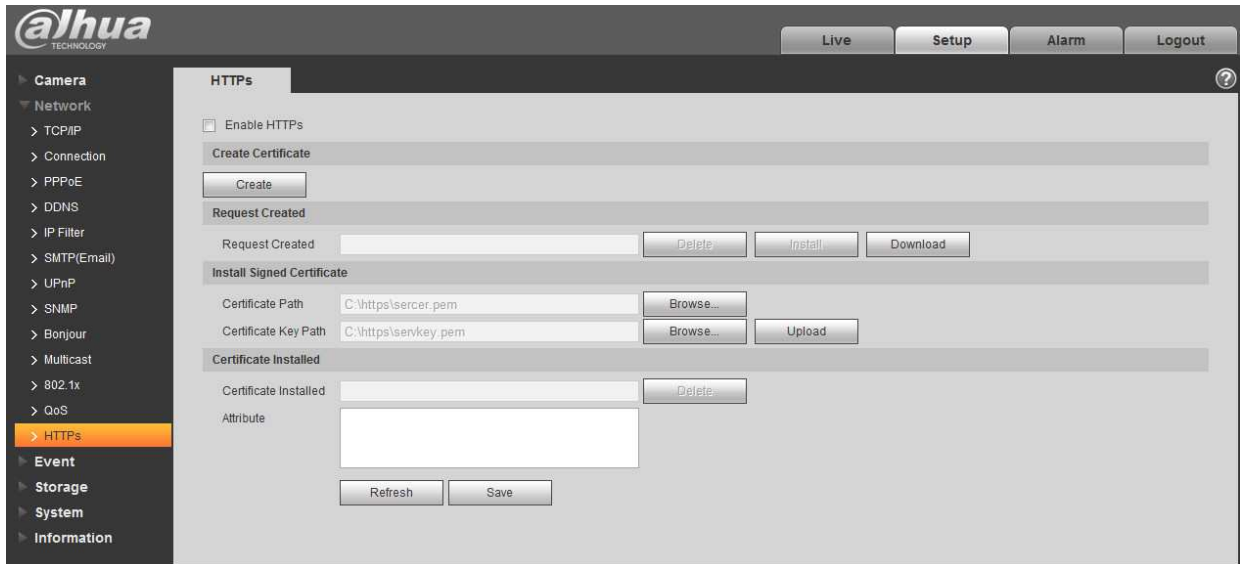 alhua
TECHNOLOGY
Live
Setup
Alarm
Logout
Camera
Network
TCP/IP
Connection
PPPoE
DDNS
IP Filter
SMTP(Email)
UPnP
SNMP
Bonjour
Multicast
802.1x
QoS
HTTPs
Event
Storage
System
Information
HTTPs
?
Enable HTTPs
Create Certificate
Create
Request Created
Request Created Delete Install Download
Install Signed Certificate
Certificate Path C:\https\sercer.pem Browse...
Certificate Key Path C:\https\servkey.pem Browse... Upload
Certificate Installed
Certificate Installed Delete
Attribute
Refresh Save